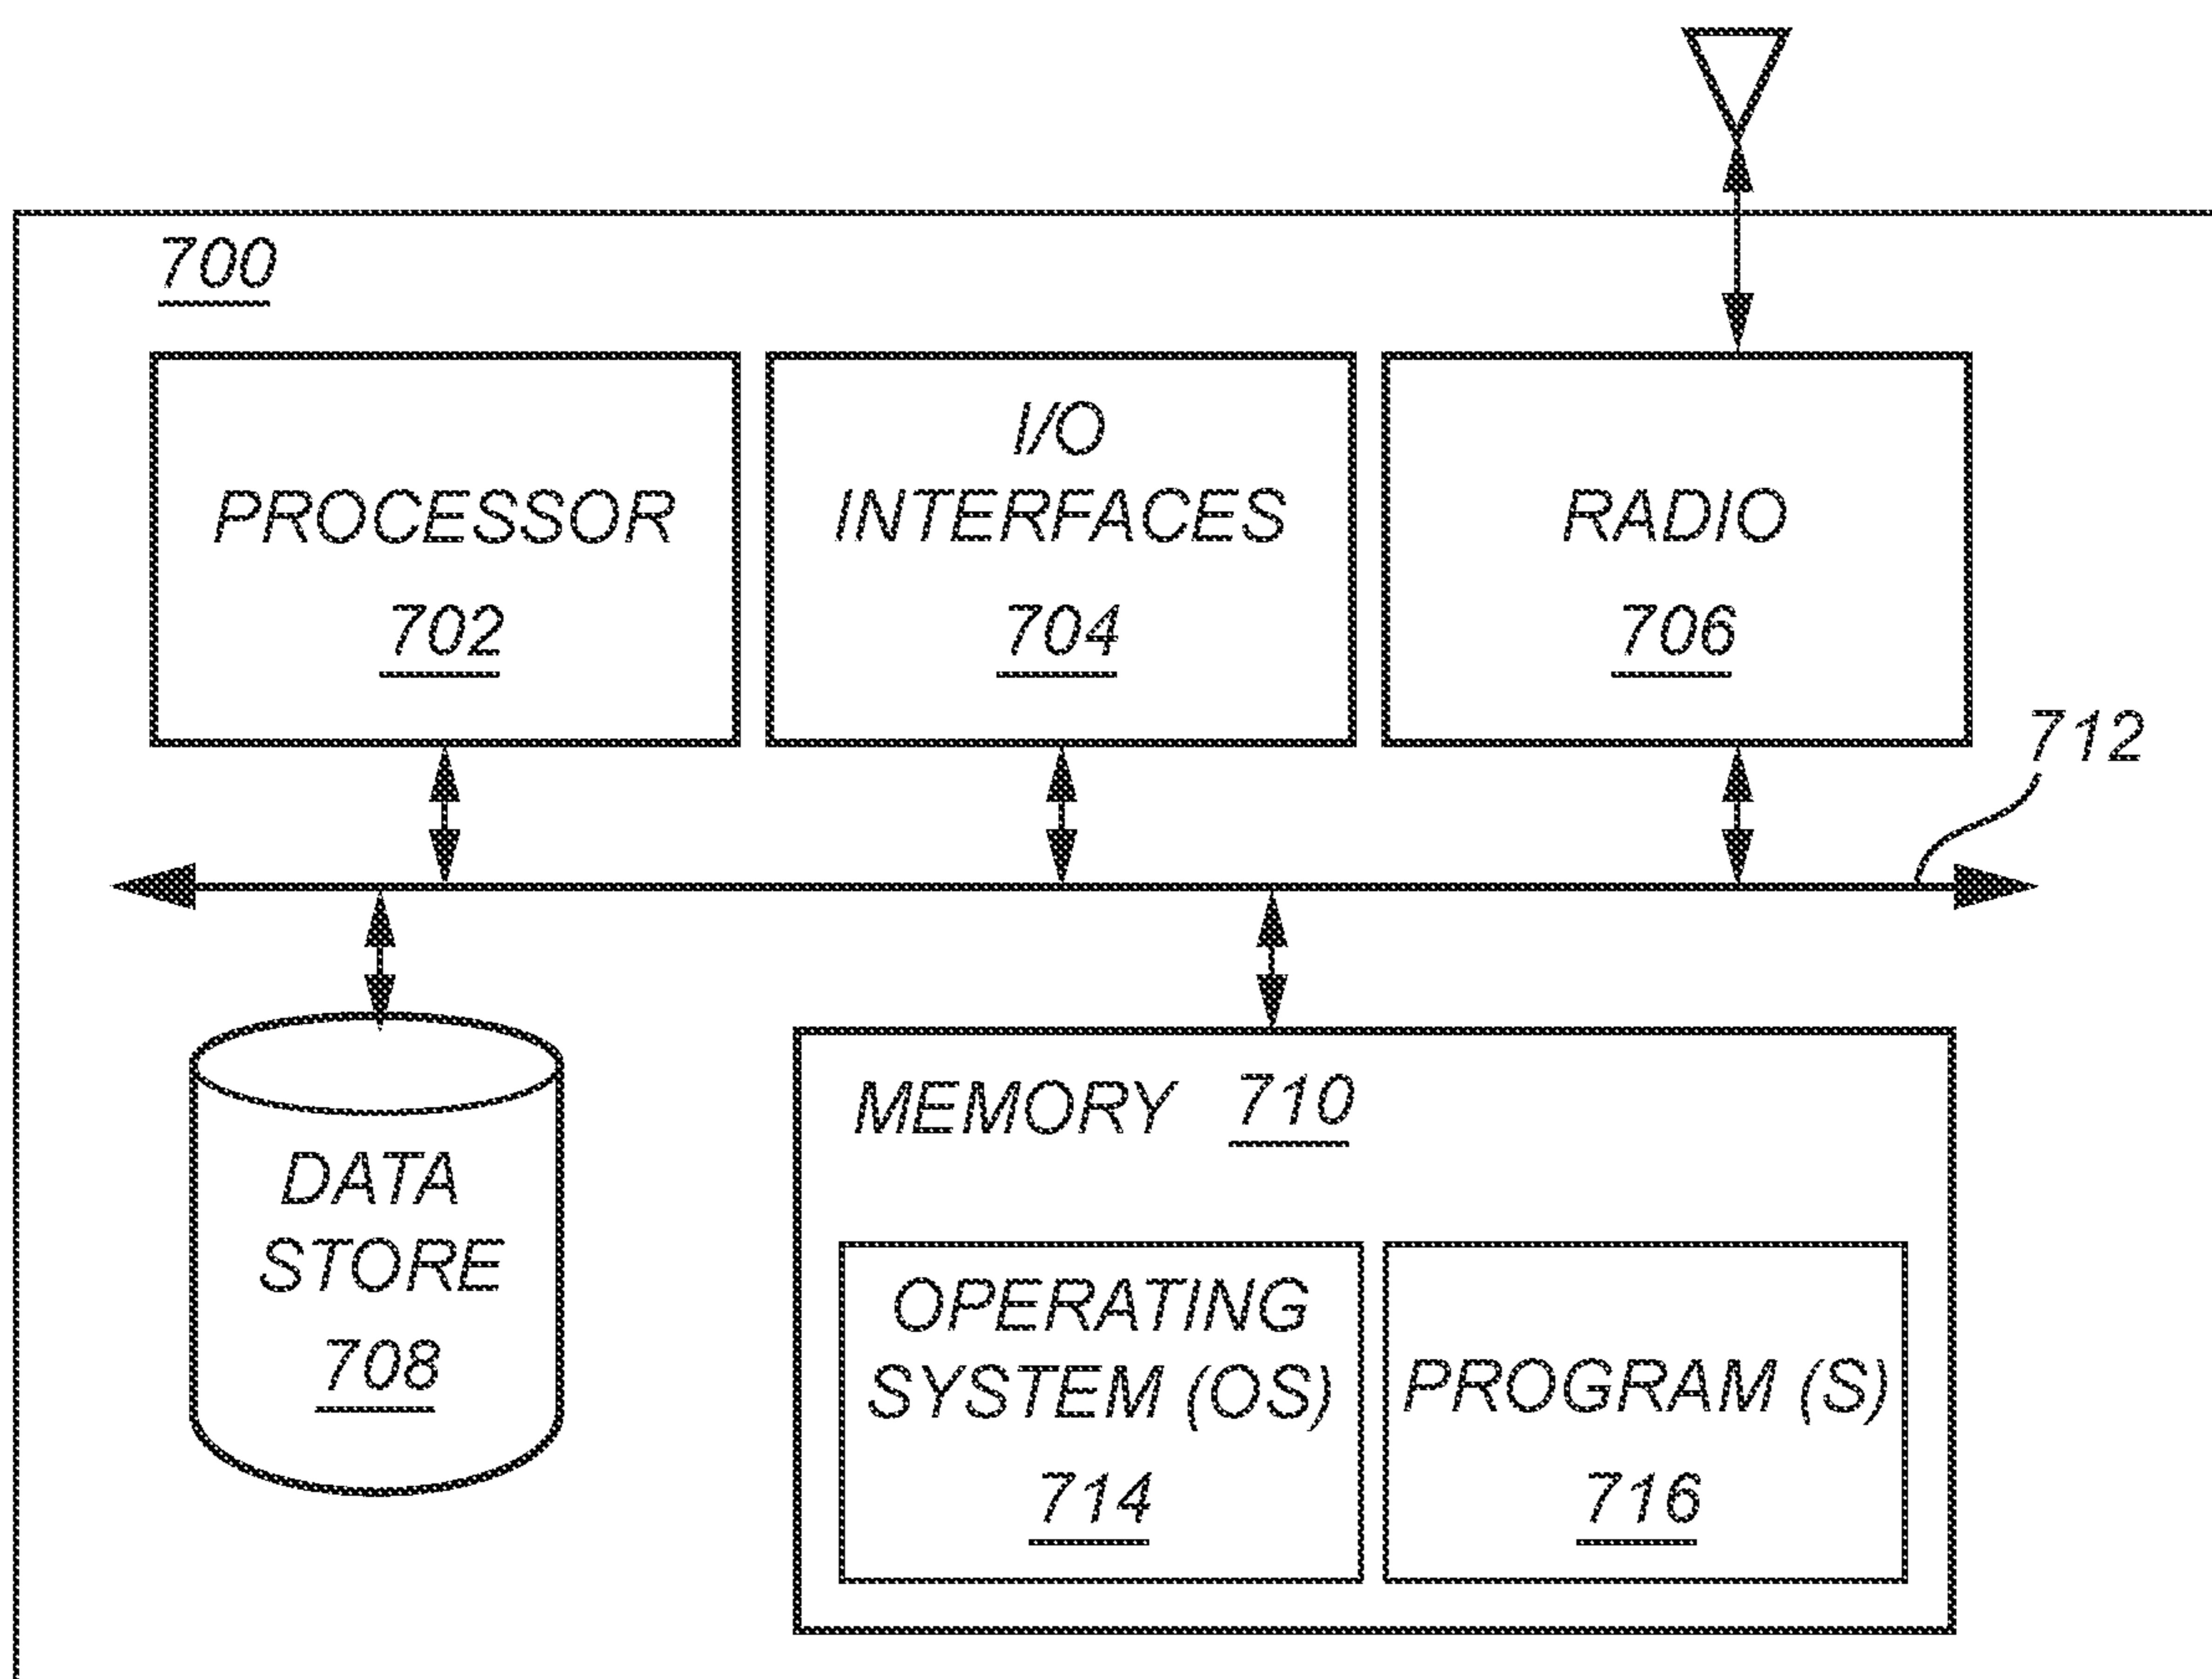 700
PROCESSOR
702
I/O
INTERFACES
704
RADIO
706
712
DATA
STORE
708
MEMORY 710
OPERATING
SYSTEM (OS)
714
PROGRAM (S)
716